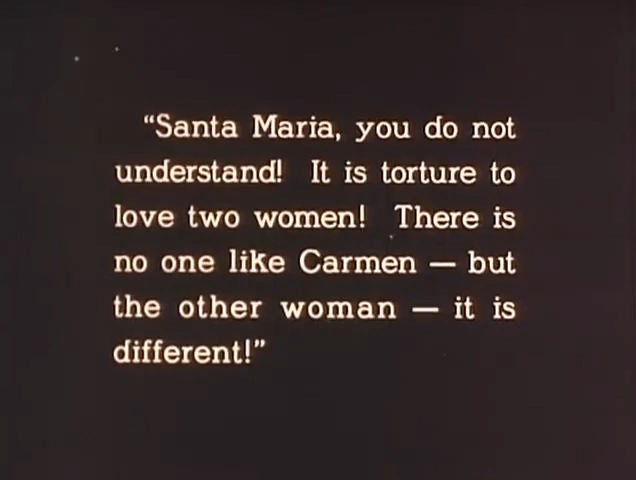 “Santa Maria, you do not
understand! It is torture to
love two women! There is
no one like Carmen — but
the other woman — it is
different!”